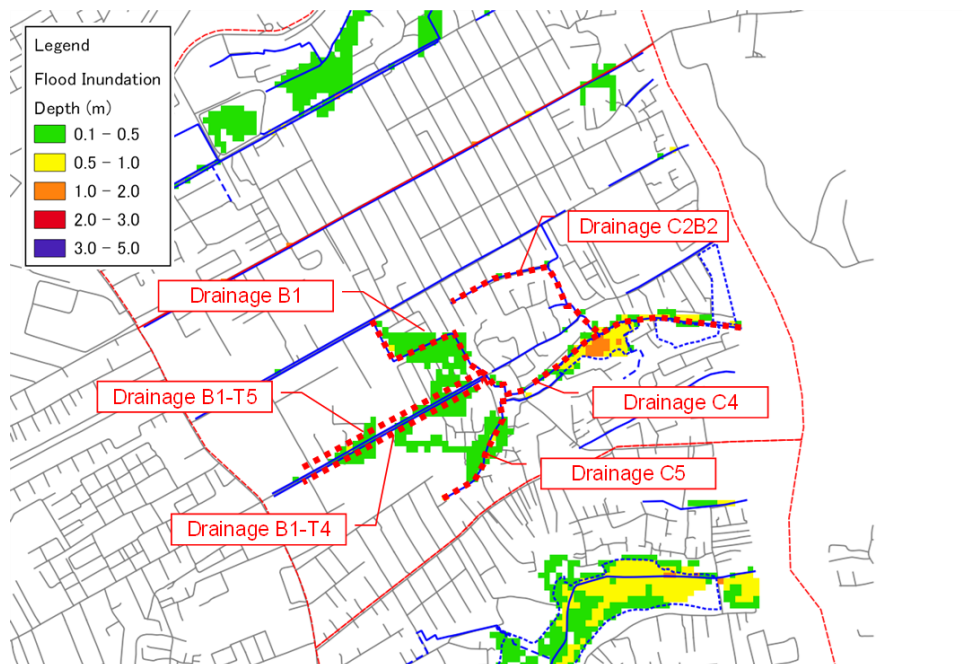 Legend
Flood Inundation
Depth (m)
0.1 − 0.5
0.5 − 1.0
1.0 − 2.0
2.0 − 3.0
3.0 − 5.0
Drainage C2B2
Drainage B1
Drainage B1-T5
Drainage C4
Drainage C5
Drainage B1-T4